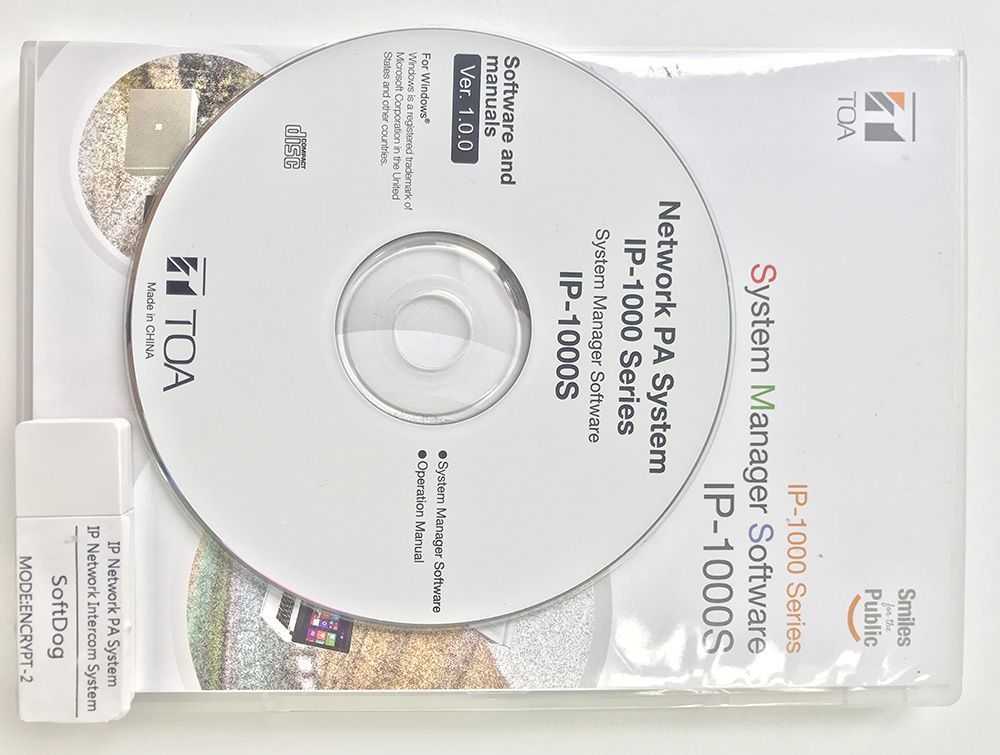 TOA
IP-1000 Series
System Manager Software
IP-1000S
Smiles
for the
Public
Network PA System
IP-1000 Series
System Manager Software
IP-1000S
Software and
manuals
Ver. 1.0.0
For Windows®
Windows is a registered trademark of
Microsoft Corporation in the United
States and other countries.
COMPACT
disc
●System Manager Software
●Operation Manual
TOA
Made in CHINA
IP Network PA System
IP Network Intercom System
SoftDog
MODE:ENCRYPT-2